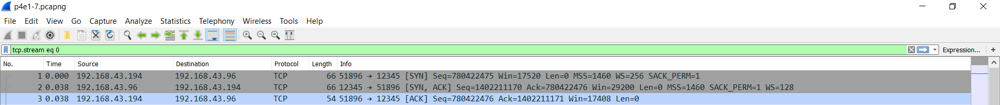 p4e1-7.pcapng
File Edit View Go Capture Analyze Statistics Telephony Wireless Tools Help
tcp.stream eq 0 Expression... +
No. Time Source Destination Protocol Length Info
1 0.000 192.168.43.194 192.168.43.96 TCP 66 51896 → 12345 [SYN] Seq=780422475 Win=17520 Len=0 MSS=1460 WS=256 SACK_PERM=1
2 0.038 192.168.43.96 192.168.43.194 TCP 66 12345 → 51896 [SYN, ACK] Seq=1402211170 Ack=780422476 Win=29200 Len=0 MSS=1460 SACK_PERM=1 WS=128
3 0.038 192.168.43.194 192.168.43.96 TCP 54 51896 → 12345 [ACK] Seq=780422476 Ack=1402211171 Win=17408 Len=0